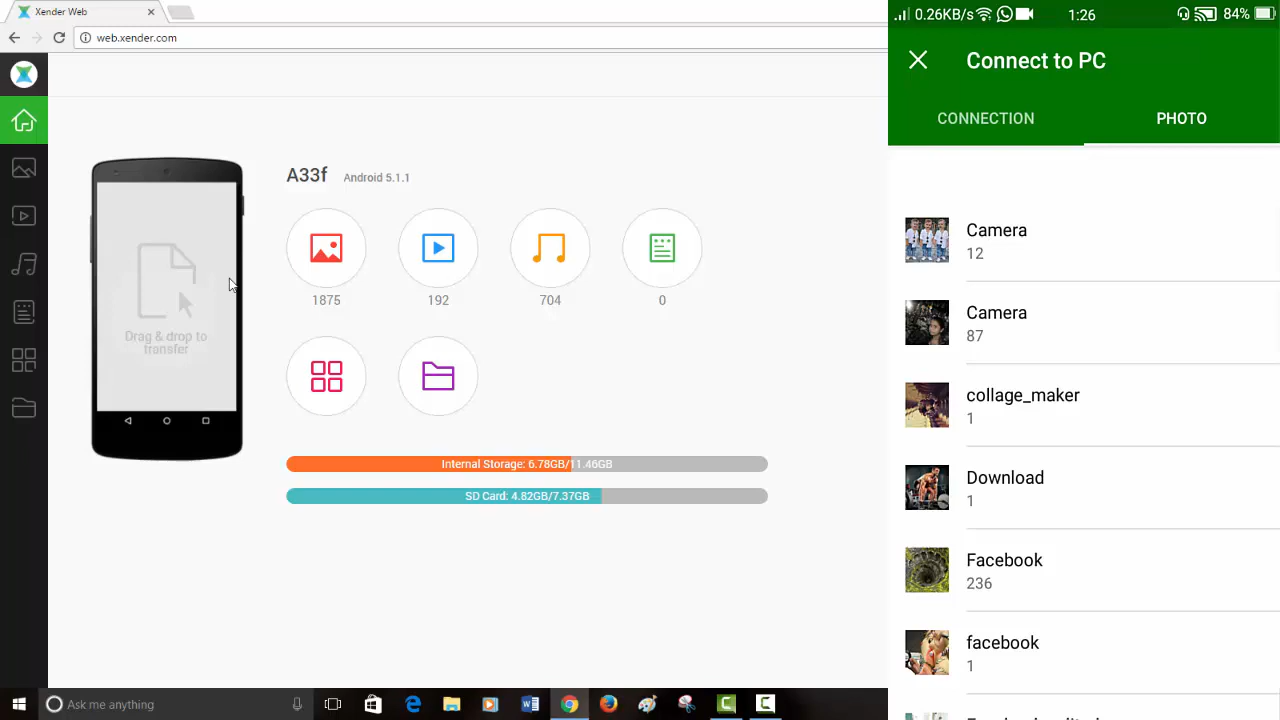 Xender Web
web.xender.com
A33f Android 5.1.1
1875
192
704
0
Drag & drop to
transfer
Internal Storage: 6.78GB/11.46GB
SD Card: 4.82GB/7.37GB
Ask me anything
0.26KB/s 1:26 84%
Connect to PC
CONNECTION PHOTO
Camera
12
Camera
87
collage_maker
1
Download
1
Facebook
236
facebook
1